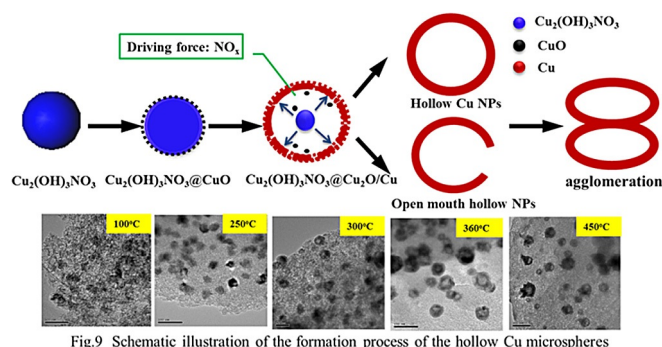 Cu₂(OH)₃NO₃
CuO
Cu
Driving force: NOₓ
Hollow Cu NPs
Cu₂(OH)₃NO₃
Cu₂(OH)₃NO₃@CuO
Cu₂(OH)₃NO₃@Cu₂O/Cu
agglomeration
Open mouth hollow NPs
100°C
250°C
300°C
360°C
450°C
Fig.9 Schematic illustration of the formation process of the hollow Cu microspheres